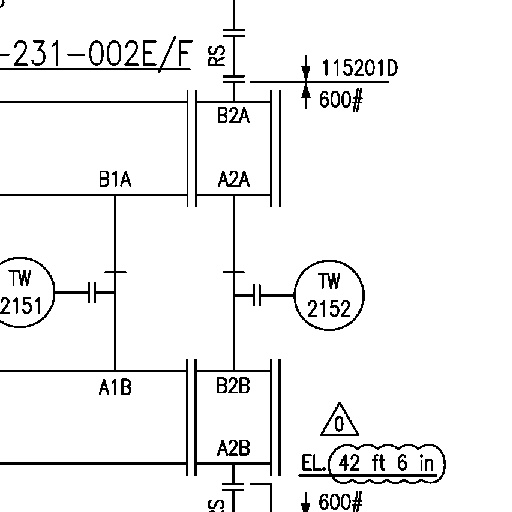 -231-002E/F
RS
115201D
600#
B2A
B1A
A2A
TW
2151
TW
2152
A1B
B2B
0
A2B
EL. 42 ft 6 in
RS
600#